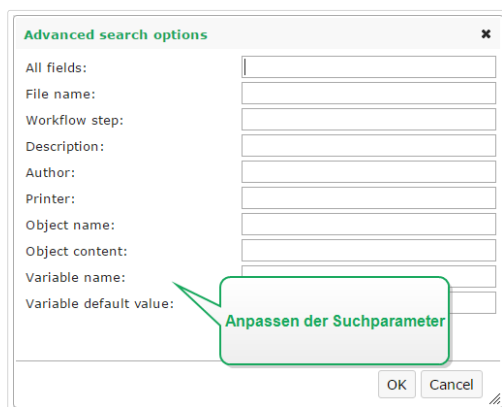 Advanced search options
All fields:
File name:
Workflow step:
Description:
Author:
Printer:
Object name:
Object content:
Variable name:
Variable default value:
Anpassen der Suchparameter
OK Cancel